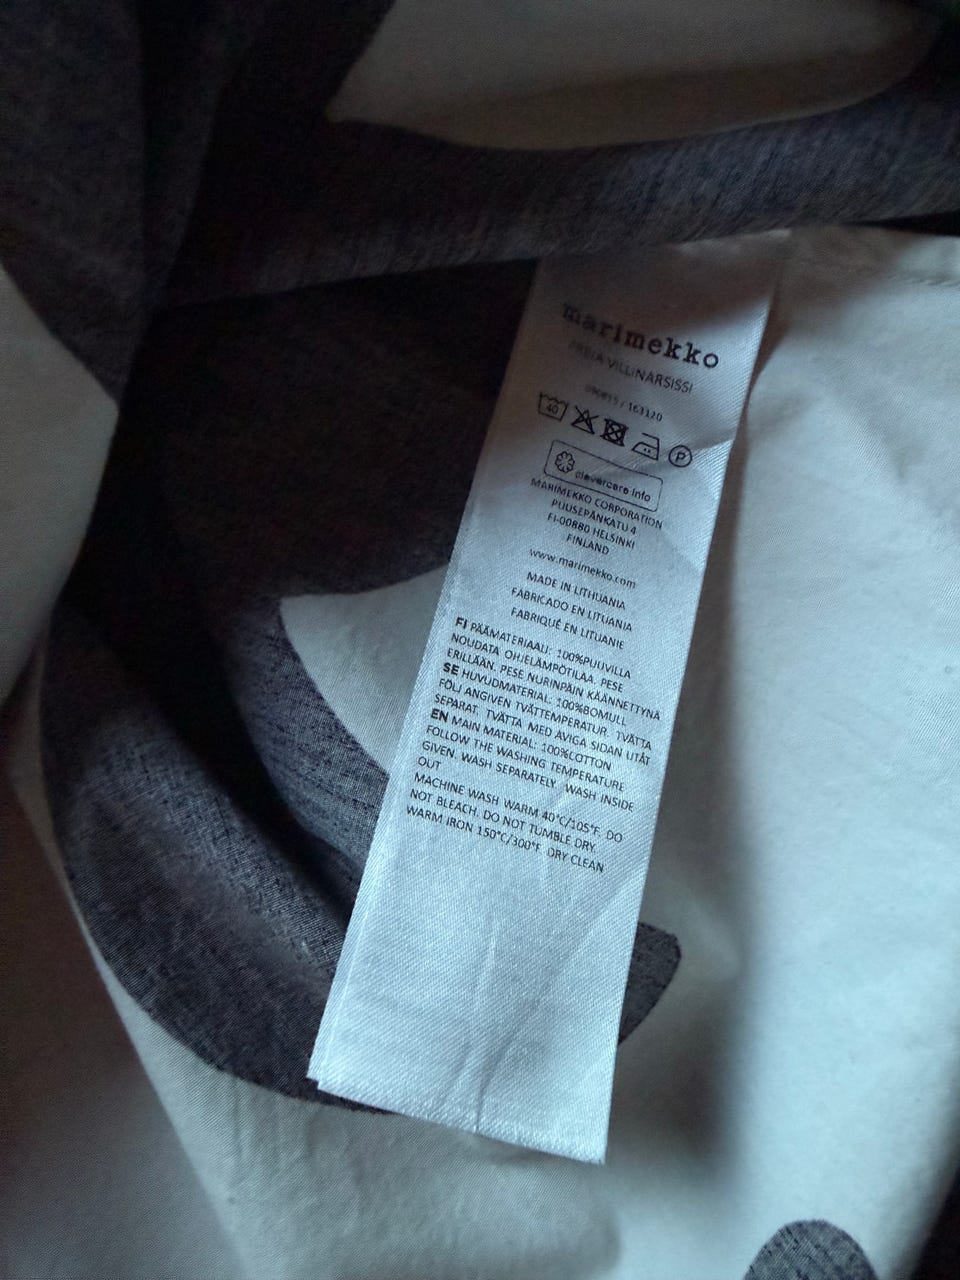 marimekko
VILLINARSISSI
/ 163120
40
P
clevercare info
MARIMEKKO CORPORATION
PUUSEPÄNKATU 4
FI-00880 HELSINKI
FINLAND
www.marimekko.com
MADE IN LITHUANIA
FABRICADO EN LITUANIA
FABRIQUÉ EN LITUANIE
FI PÄÄMATERIAALI: 100%PUUVILLA
NOUDATA OHJELÄMPÖTILAA. PESE
ERILLÄÄN. PESE NURINPÄIN KÄÄNNETTYNÄ
SE HUVUDMATERIAL: 100%BOMULL
FÖLJ ANGIVEN TVÄTTEMPERATUR. TVÄTTA
SEPARAT. TVÄTTA MED AVIGA SIDAN UTÅT
EN MAIN MATERIAL: 100%COTTON
FOLLOW THE WASHING TEMPERATURE
GIVEN. WASH SEPARATELY. WASH INSIDE
OUT
MACHINE WASH WARM 40°C/105°F. DO
NOT BLEACH. DO NOT TUMBLE DRY.
WARM IRON 150°C/300°F. DRY CLEAN